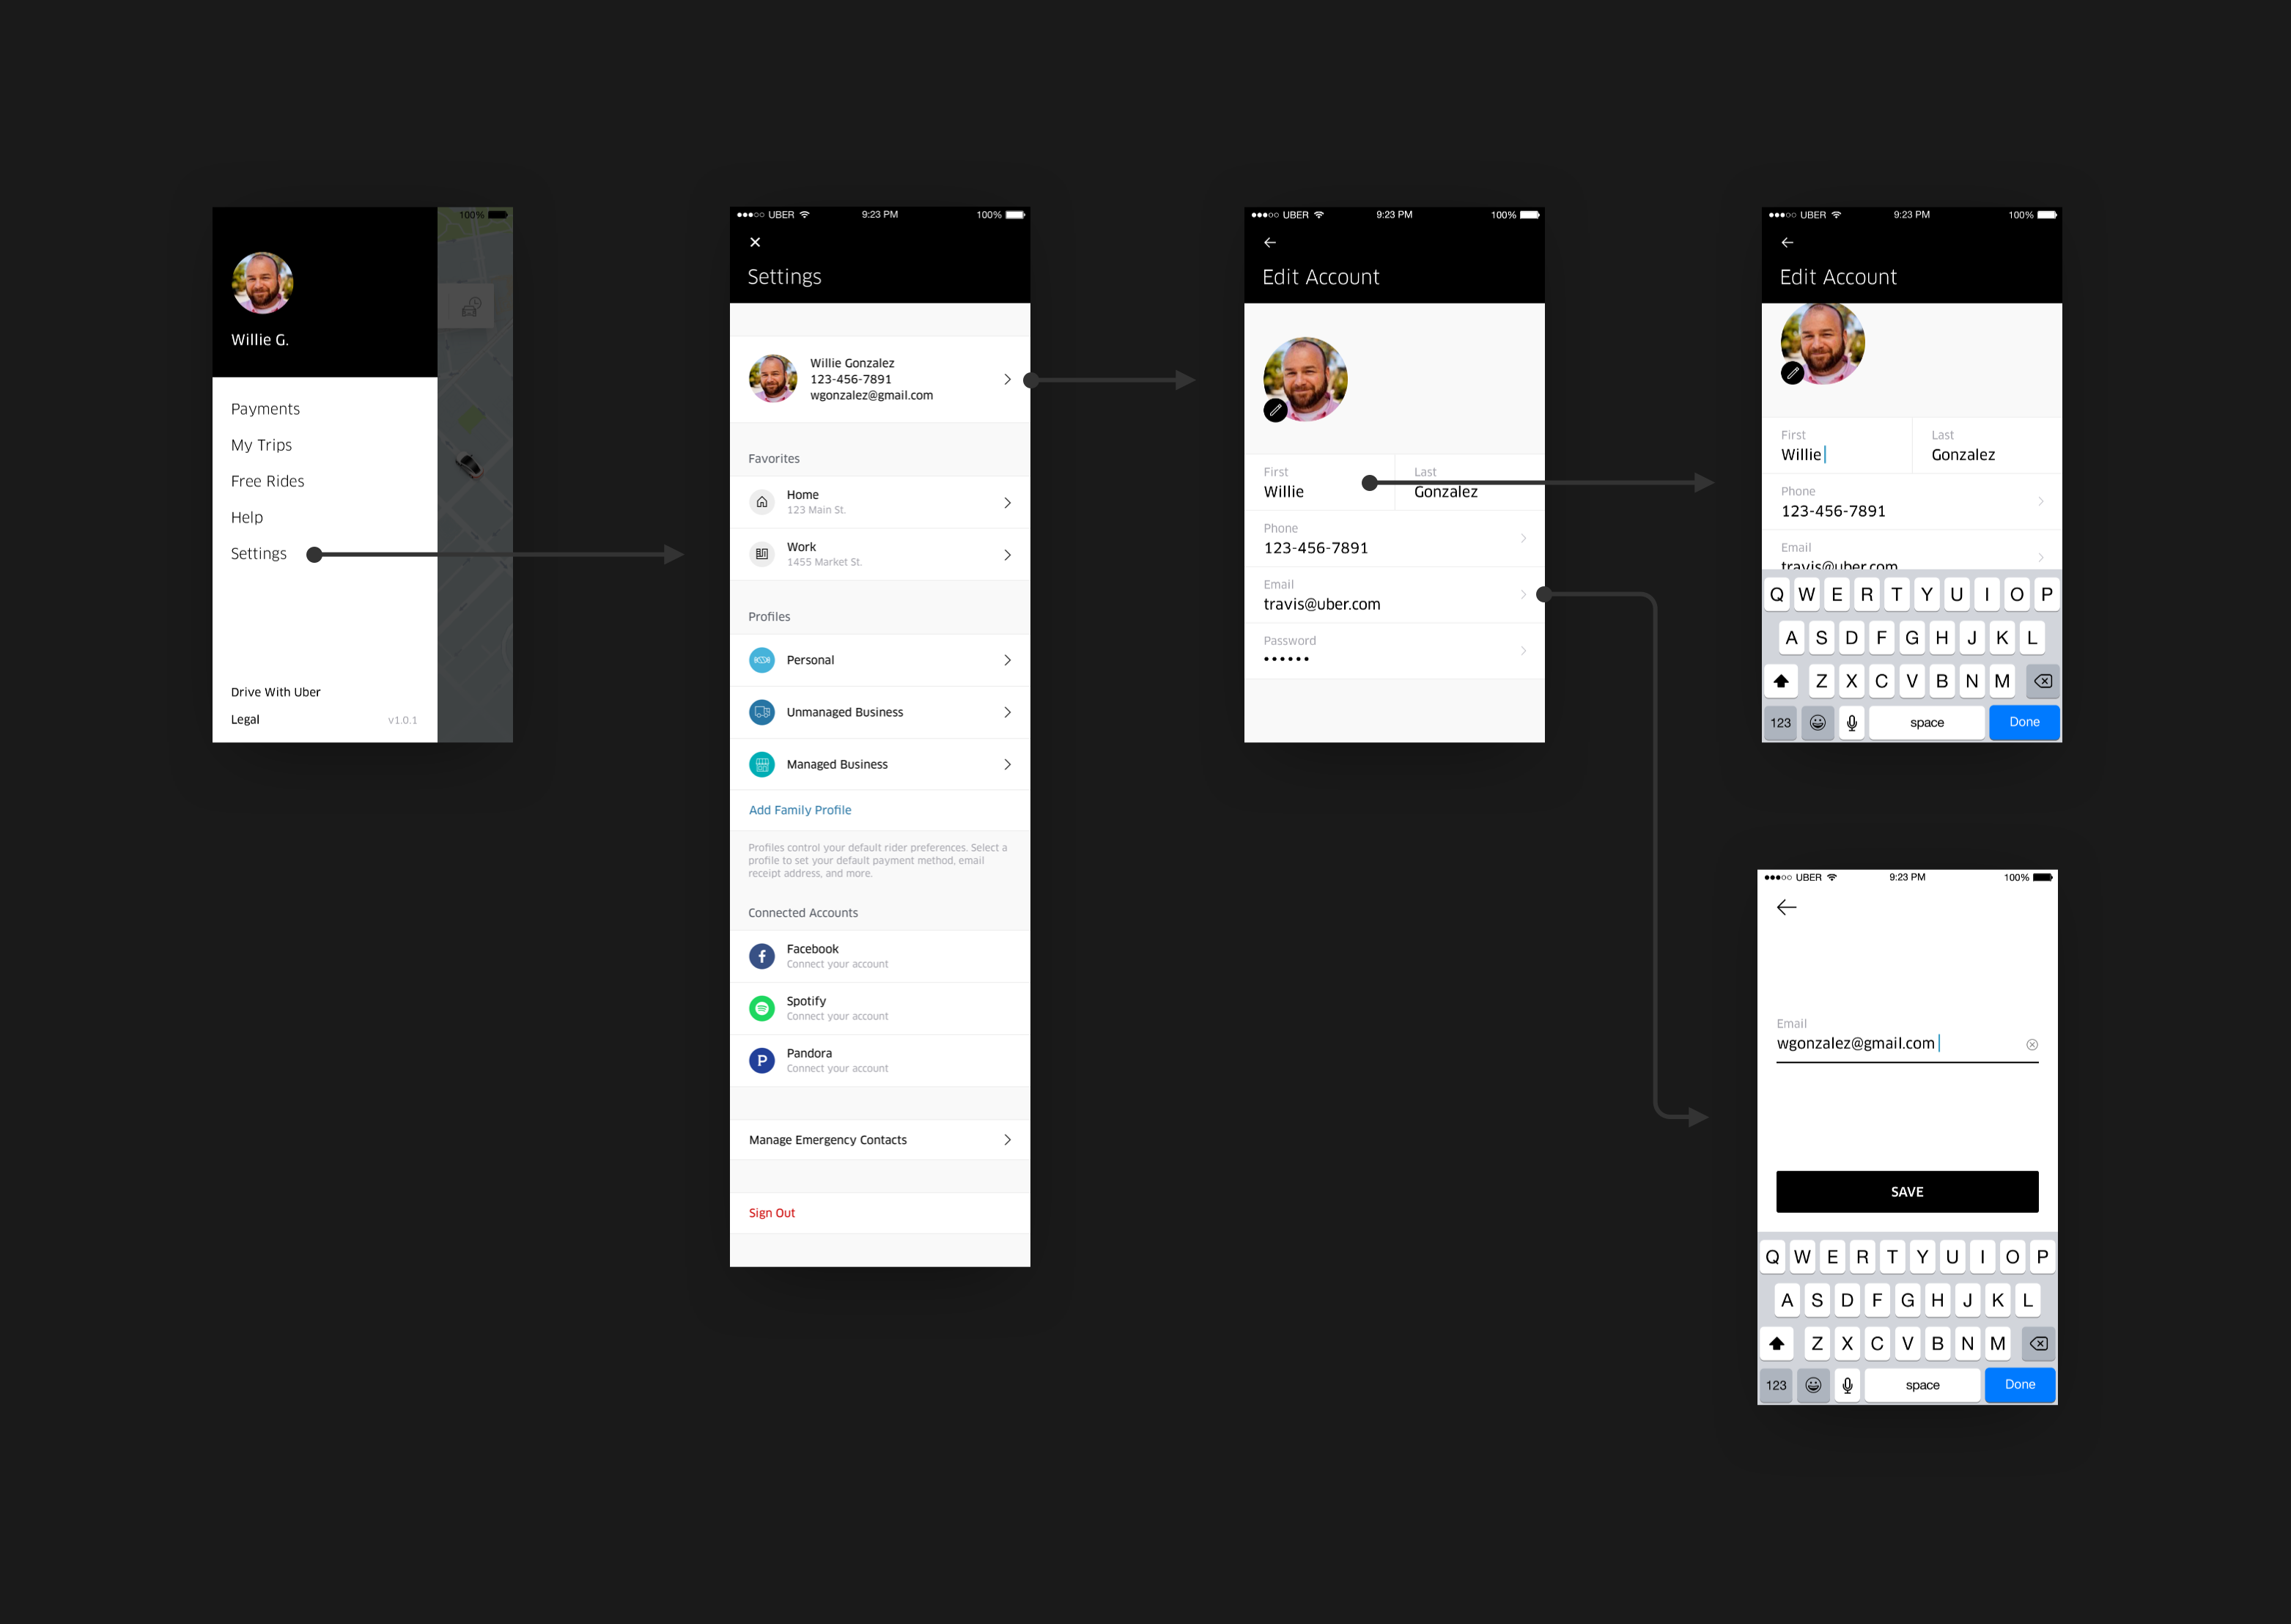 100%
Willie G.
Payments
My Trips
Free Rides
Help
Settings
Drive With Uber
Legal
v1.0.1
UBER 9:23 PM 100%
Settings
Willie Gonzalez
123-456-7891
wgonzalez@gmail.com
Favorites
Home
123 Main St.
Work
1455 Market St.
Profiles
Personal
Unmanaged Business
Managed Business
Add Family Profile
Profiles control your default rider preferences. Select a
profile to set your default payment method, email
receipt address, and more.
Connected Accounts
Facebook
Connect your account
Spotify
Connect your account
P
Pandora
Connect your account
Manage Emergency Contacts
Sign Out
UBER 9:23 PM 100%
Edit Account
First Last
Willie Gonzalez
Phone
123-456-7891
Email
travis@uber.com
Password
UBER 9:23 PM 100%
Edit Account
First Last
Willie Gonzalez
Phone
123-456-7891
Email
travis@uber.com
Q W E R T Y U I O P
A S D F G H J K L
Z X C V B N M
123 space Done
UBER 9:23 PM 100%
Email
wgonzalez@gmail.com
SAVE
Q W E R T Y U I O P
A S D F G H J K L
Z X C V B N M
123 space Done